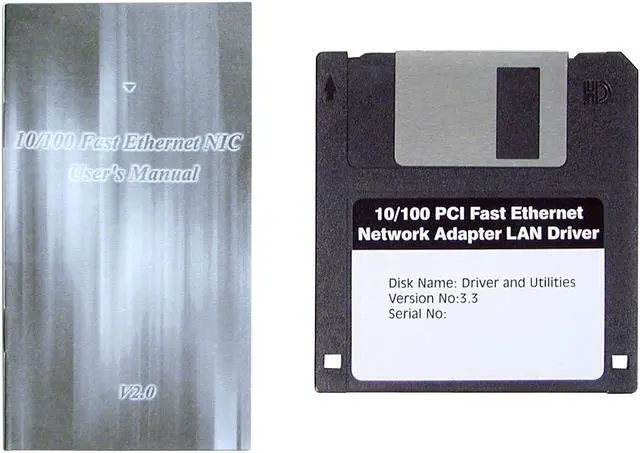 10/100 Fast Ethernet NIC
User's Manual
V2.0
HD
10/100 PCI Fast Ethernet
Network Adapter LAN Driver
Disk Name: Driver and Utilities
Version No:3.3
Serial No: